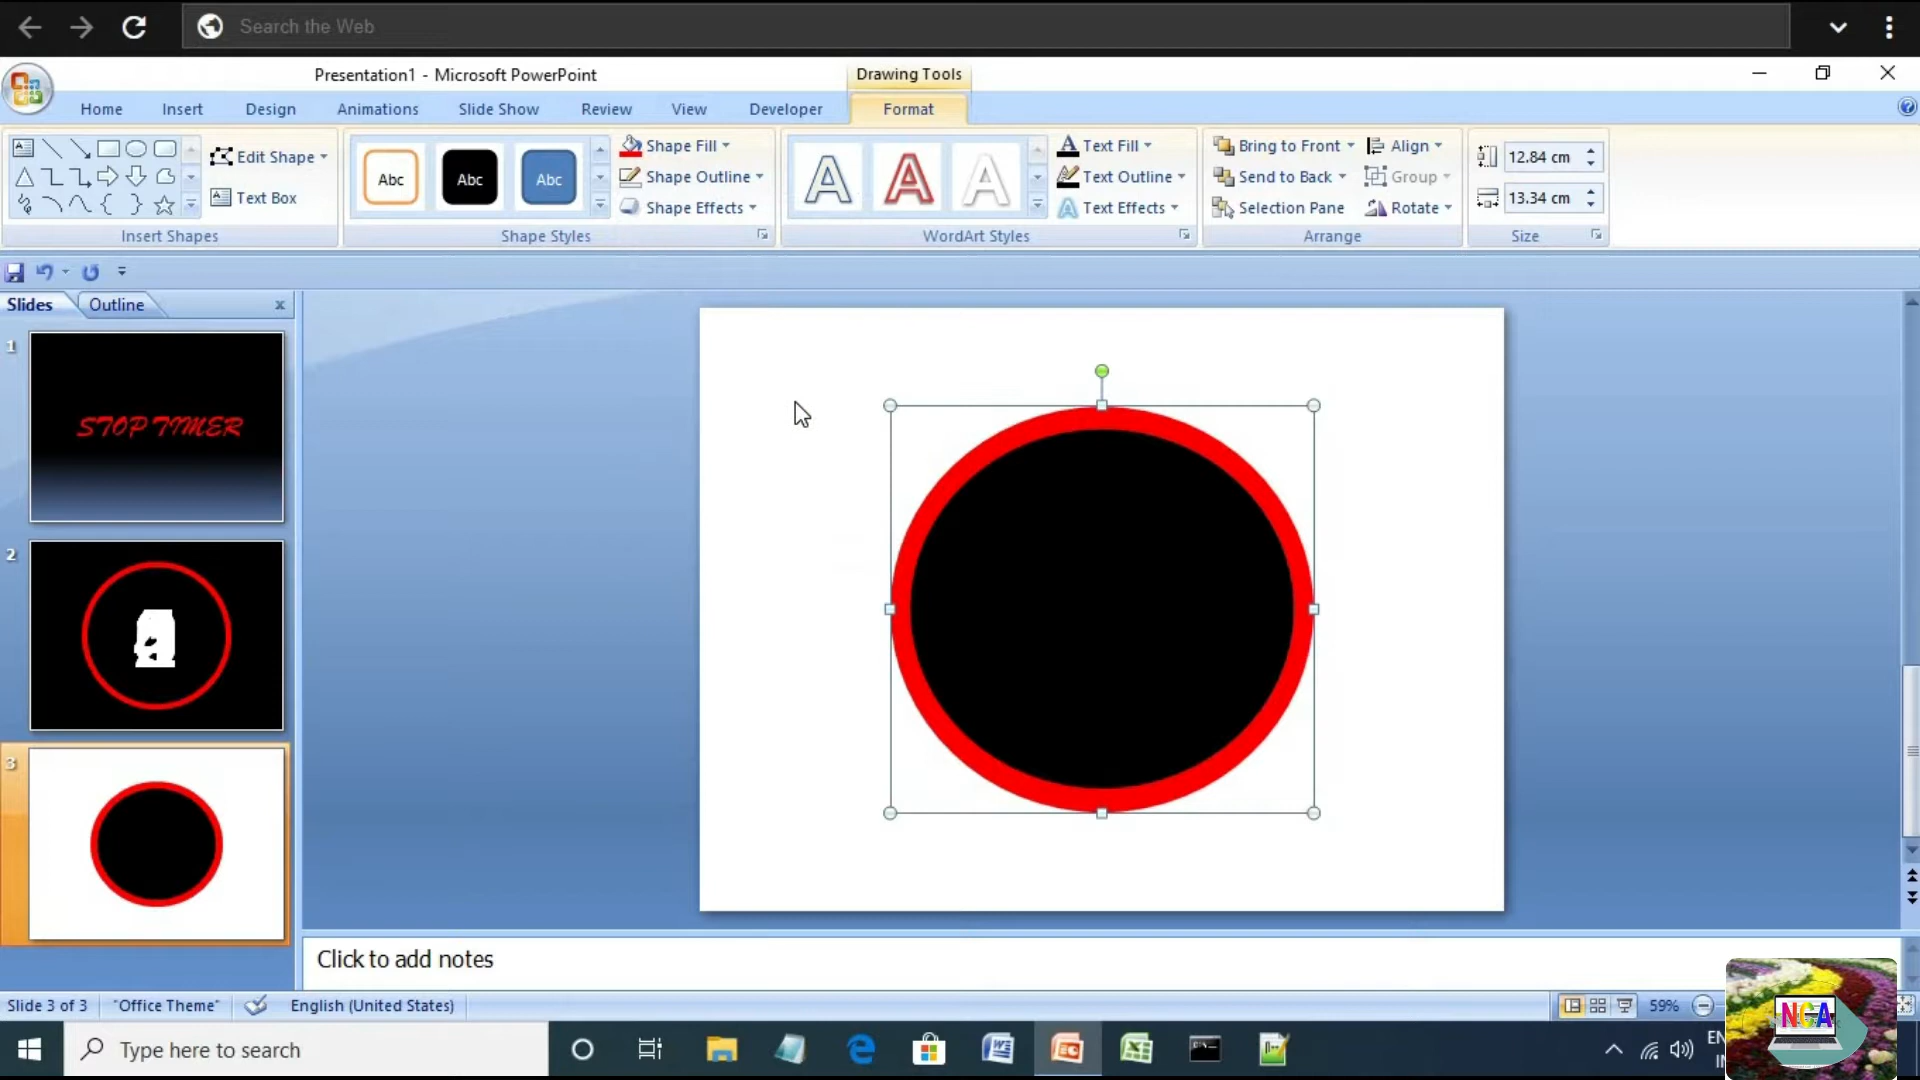 Search the Web
Presentation1 - Microsoft PowerPoint
Drawing Tools
Home Insert Design Animations Slide Show Review View Developer Format
Edit Shape
Text Box
Insert Shapes
Abc Abc Abc
Shape Fill
Shape Outline
Shape Effects
Shape Styles
A A A
Text Fill
Text Outline
Text Effects
WordArt Styles
Bring to Front
Send to Back
Selection Pane
Align
Group
Rotate
Arrange
12.84 cm
13.34 cm
Size
Slides Outline
1
STOP TIMER
2
3
Click to add notes
Slide 3 of 3 "Office Theme" English (United States) 59%
Type here to search
NCA